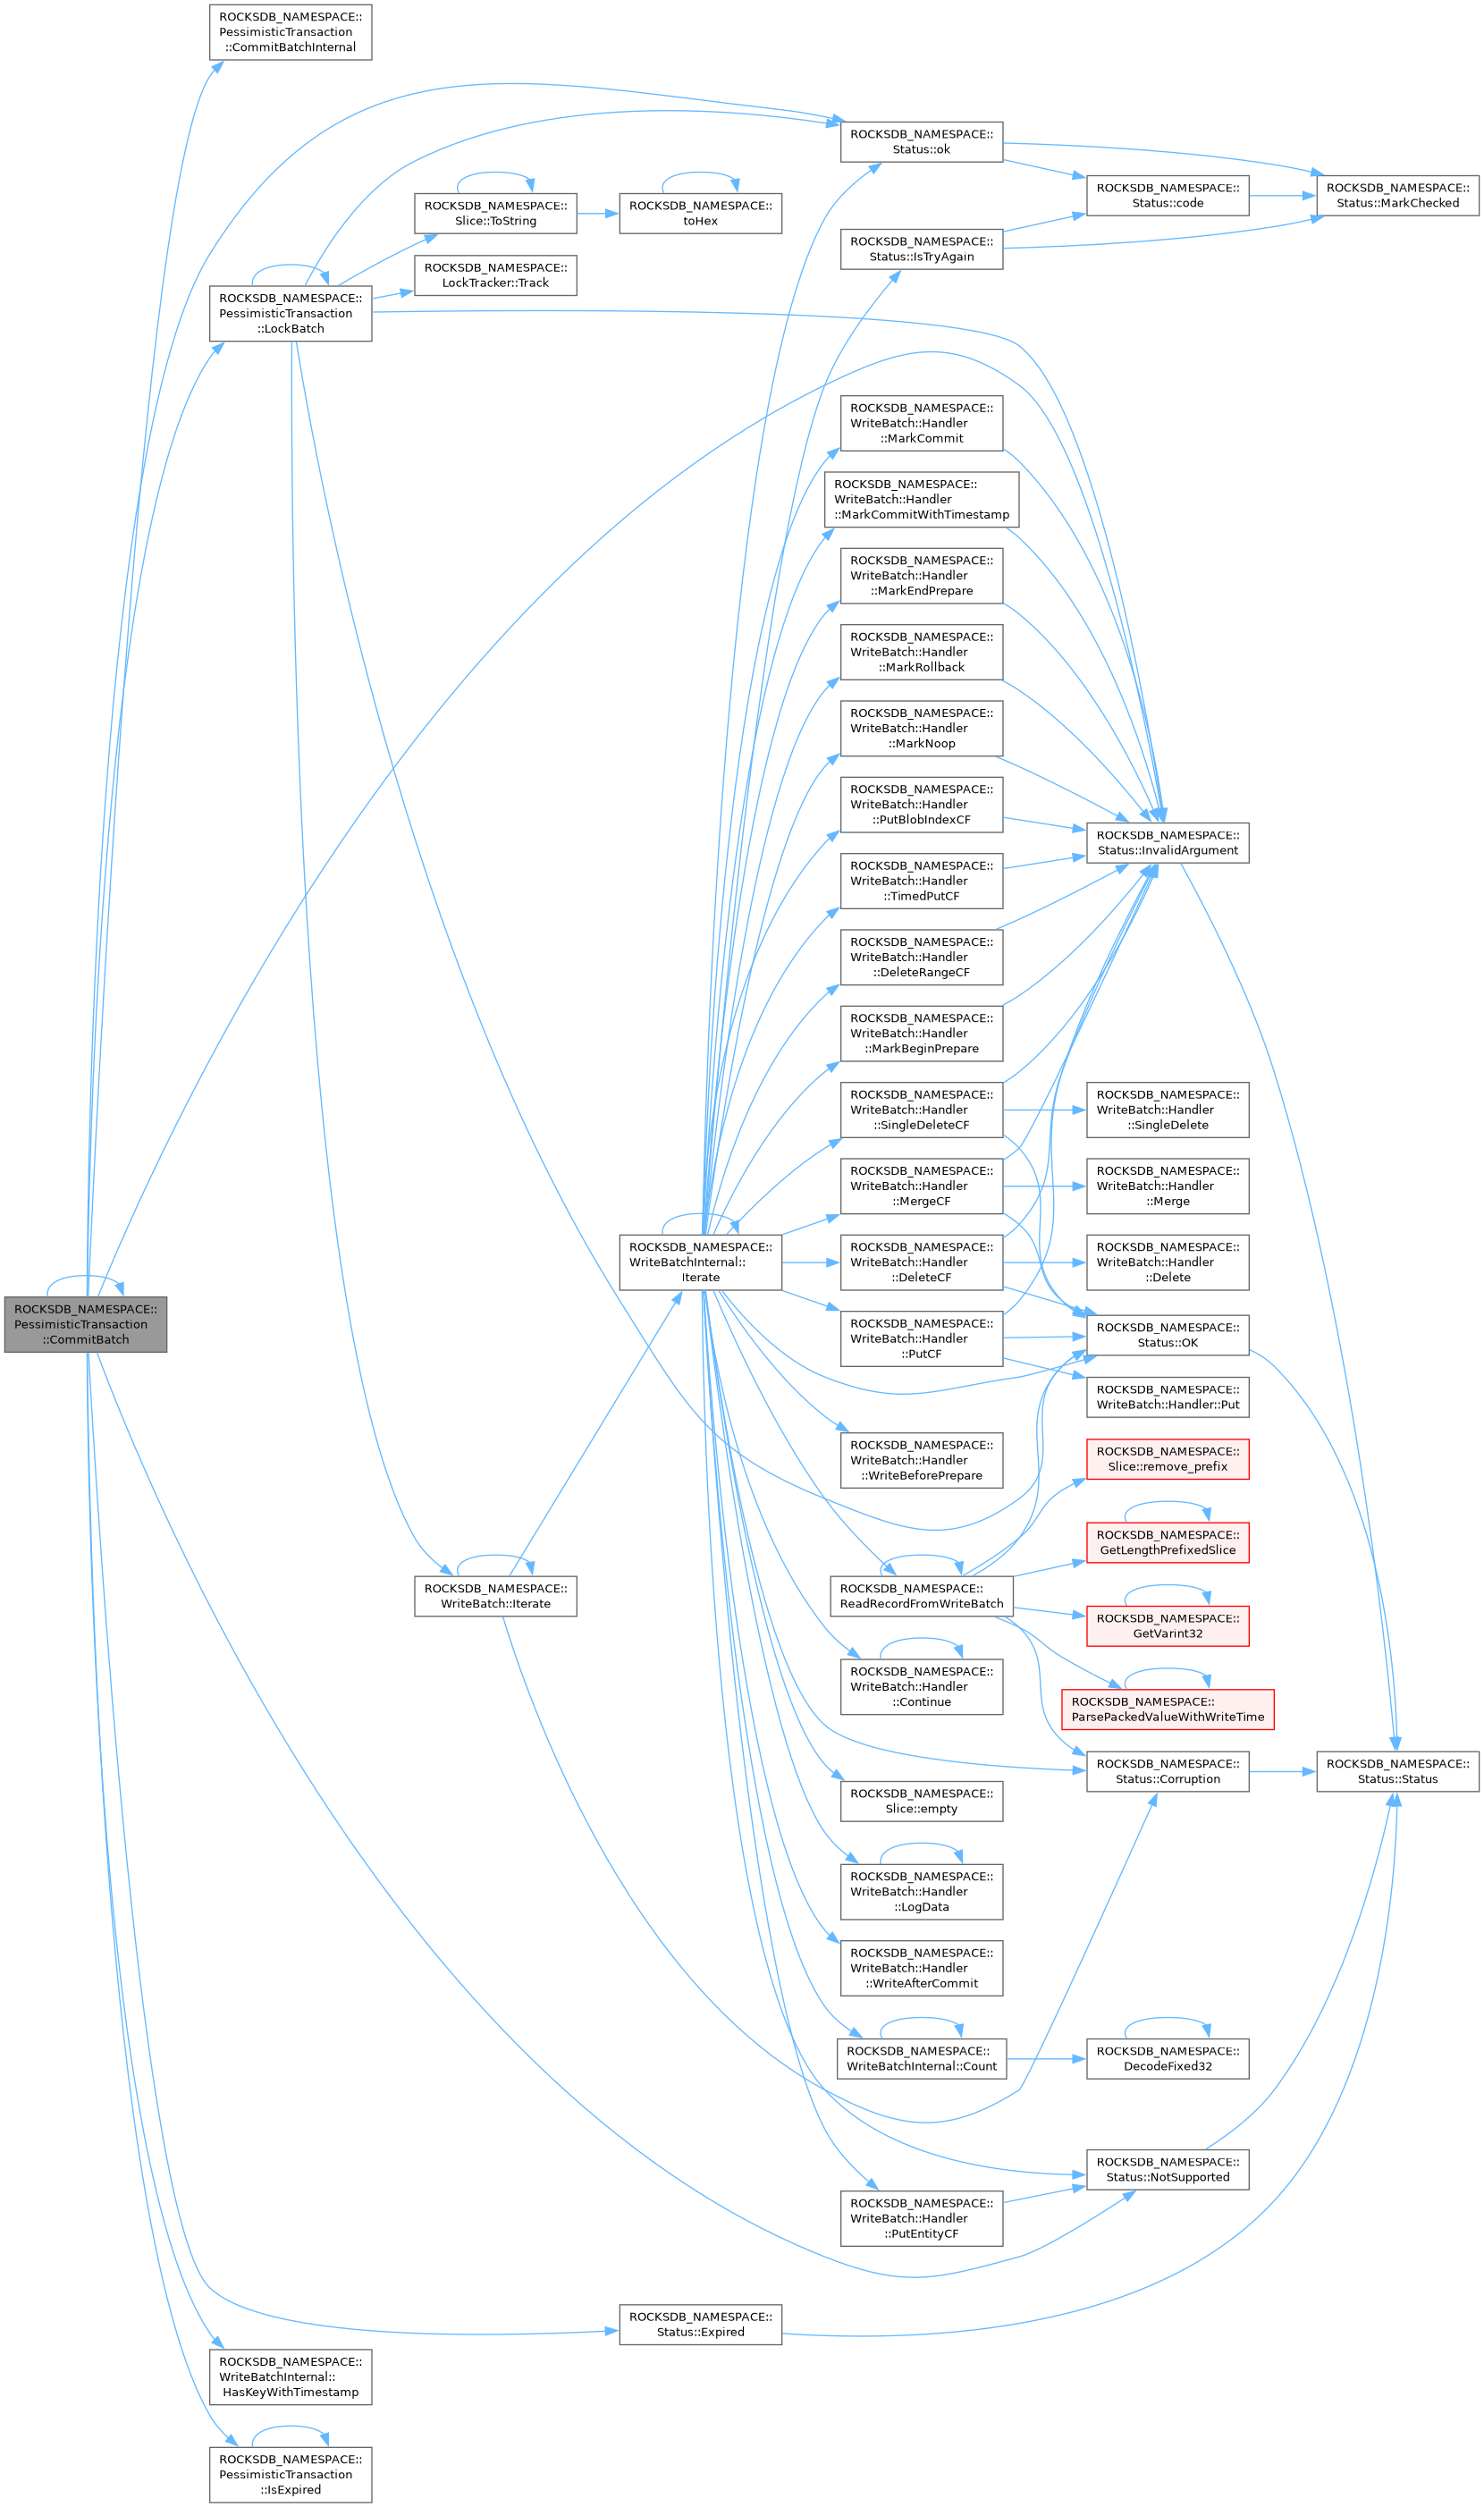 ROCKSDB_NAMESPACE::
PessimisticTransaction
::CommitBatchInternal
ROCKSDB_NAMESPACE::
Status::ok
ROCKSDB_NAMESPACE::
Status::code
ROCKSDB_NAMESPACE::
Status::MarkChecked
ROCKSDB_NAMESPACE::
Slice::ToString
ROCKSDB_NAMESPACE::
toHex
ROCKSDB_NAMESPACE::
Status::IsTryAgain
ROCKSDB_NAMESPACE::
LockTracker::Track
ROCKSDB_NAMESPACE::
PessimisticTransaction
::LockBatch
ROCKSDB_NAMESPACE::
WriteBatch::Handler
::MarkCommit
ROCKSDB_NAMESPACE::
WriteBatch::Handler
::MarkCommitWithTimestamp
ROCKSDB_NAMESPACE::
WriteBatch::Handler
::MarkEndPrepare
ROCKSDB_NAMESPACE::
WriteBatch::Handler
::MarkRollback
ROCKSDB_NAMESPACE::
WriteBatch::Handler
::MarkNoop
ROCKSDB_NAMESPACE::
WriteBatch::Handler
::PutBlobIndexCF
ROCKSDB_NAMESPACE::
Status::InvalidArgument
ROCKSDB_NAMESPACE::
WriteBatch::Handler
::TimedPutCF
ROCKSDB_NAMESPACE::
WriteBatch::Handler
::DeleteRangeCF
ROCKSDB_NAMESPACE::
WriteBatch::Handler
::MarkBeginPrepare
ROCKSDB_NAMESPACE::
WriteBatch::Handler
::SingleDeleteCF
ROCKSDB_NAMESPACE::
WriteBatch::Handler
::SingleDelete
ROCKSDB_NAMESPACE::
WriteBatch::Handler
::MergeCF
ROCKSDB_NAMESPACE::
WriteBatch::Handler
::Merge
ROCKSDB_NAMESPACE::
WriteBatchInternal::
Iterate
ROCKSDB_NAMESPACE::
WriteBatch::Handler
::DeleteCF
ROCKSDB_NAMESPACE::
WriteBatch::Handler
::Delete
ROCKSDB_NAMESPACE::
PessimisticTransaction
::CommitBatch
ROCKSDB_NAMESPACE::
WriteBatch::Handler
::PutCF
ROCKSDB_NAMESPACE::
Status::OK
ROCKSDB_NAMESPACE::
WriteBatch::Handler::Put
ROCKSDB_NAMESPACE::
WriteBatch::Handler
::WriteBeforePrepare
ROCKSDB_NAMESPACE::
Slice::remove_prefix
ROCKSDB_NAMESPACE::
GetLengthPrefixedSlice
ROCKSDB_NAMESPACE::
WriteBatch::Iterate
ROCKSDB_NAMESPACE::
ReadRecordFromWriteBatch
ROCKSDB_NAMESPACE::
GetVarint32
ROCKSDB_NAMESPACE::
WriteBatch::Handler
::Continue
ROCKSDB_NAMESPACE::
ParsePackedValueWithWriteTime
ROCKSDB_NAMESPACE::
Status::Corruption
ROCKSDB_NAMESPACE::
Status::Status
ROCKSDB_NAMESPACE::
Slice::empty
ROCKSDB_NAMESPACE::
WriteBatch::Handler
::LogData
ROCKSDB_NAMESPACE::
WriteBatch::Handler
::WriteAfterCommit
ROCKSDB_NAMESPACE::
WriteBatchInternal::Count
ROCKSDB_NAMESPACE::
DecodeFixed32
ROCKSDB_NAMESPACE::
Status::NotSupported
ROCKSDB_NAMESPACE::
WriteBatch::Handler
::PutEntityCF
ROCKSDB_NAMESPACE::
Status::Expired
ROCKSDB_NAMESPACE::
WriteBatchInternal::
HasKeyWithTimestamp
ROCKSDB_NAMESPACE::
PessimisticTransaction
::IsExpired